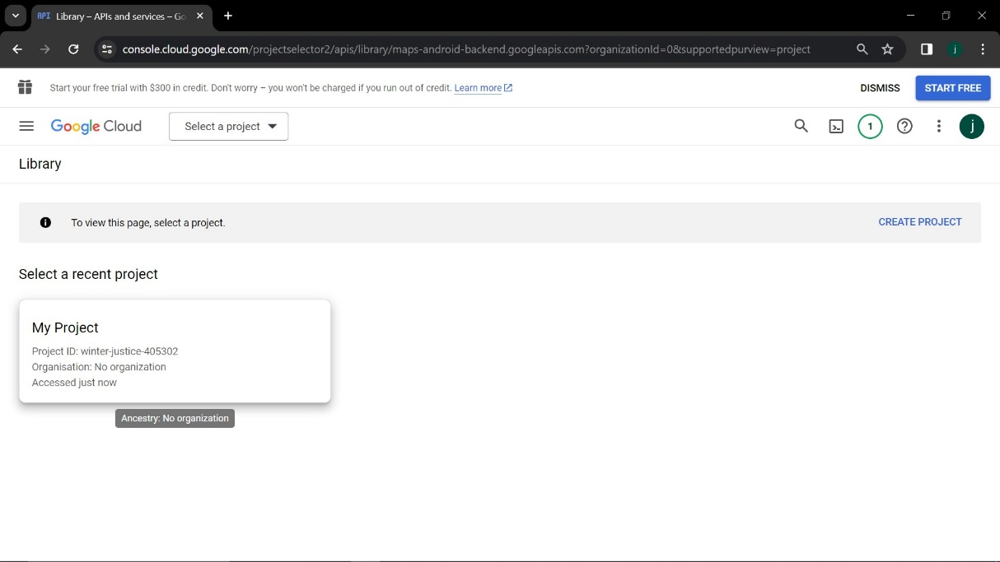 API Library – APIs and services – Go
console.cloud.google.com/projectselector2/apis/library/maps-android-backend.googleapis.com?organizationId=0&supportedpurview=project
j
Start your free trial with $300 in credit. Don't worry – you won't be charged if you run out of credit. Learn more
DISMISS
START FREE
Google Cloud
Select a project
1
j
Library
To view this page, select a project.
CREATE PROJECT
Select a recent project
My Project
Project ID: winter-justice-405302
Organisation: No organization
Accessed just now
Ancestry: No organization